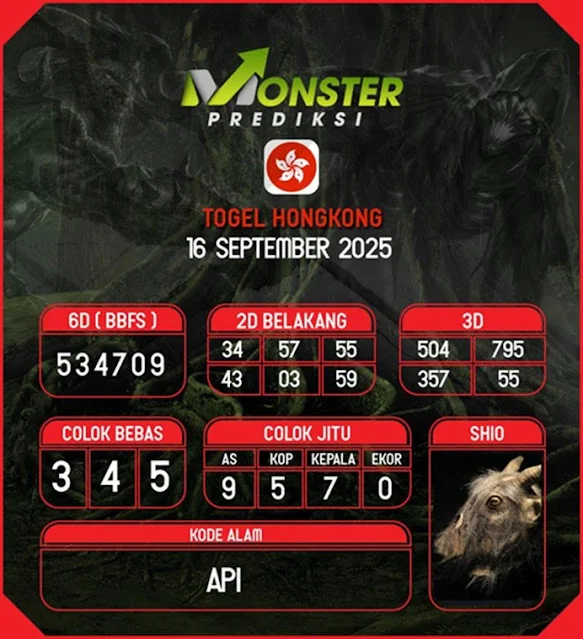 MONSTER
PREDIKSI
TOGEL HONGKONG
16 SEPTEMBER 2025
6D ( BBFS )
534709
2D BELAKANG
34 57 55
43 03 59
3D
504 795
357 55
COLOK BEBAS
3 4 5
COLOK JITU
AS KOP KEPALA EKOR
9 5 7 0
SHIO
KODE ALAM
API